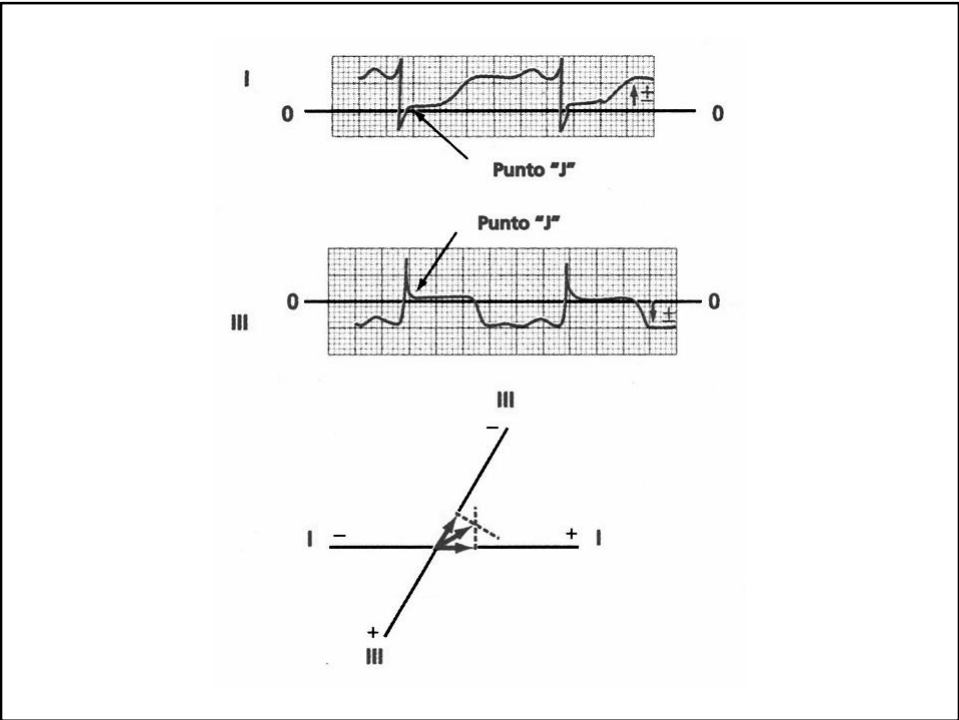 I
0 0
±
Punto "J"
Punto "J"
0 0
±
III
III
−
I − + I
+
III